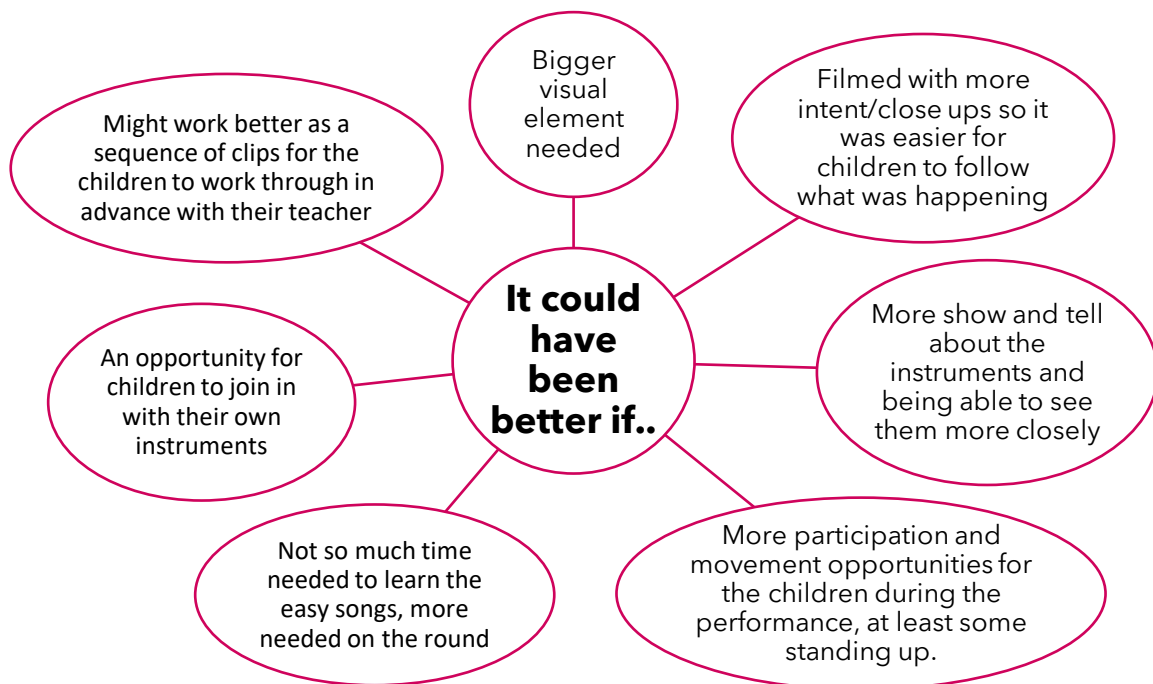 Bigger
visual
element
needed
Filmed with more
intent/close ups so it
was easier for
children to follow
what was happening
Might work better as a
sequence of clips for the
children to work through in
advance with their teacher
It could
have
been
better if..
More show and tell
about the
instruments and
being able to see
them more closely
An opportunity for
children to join in
with their own
instruments
Not so much time
needed to learn the
easy songs, more
needed on the round
More participation and
movement opportunities for
the children during the
performance, at least some
standing up.